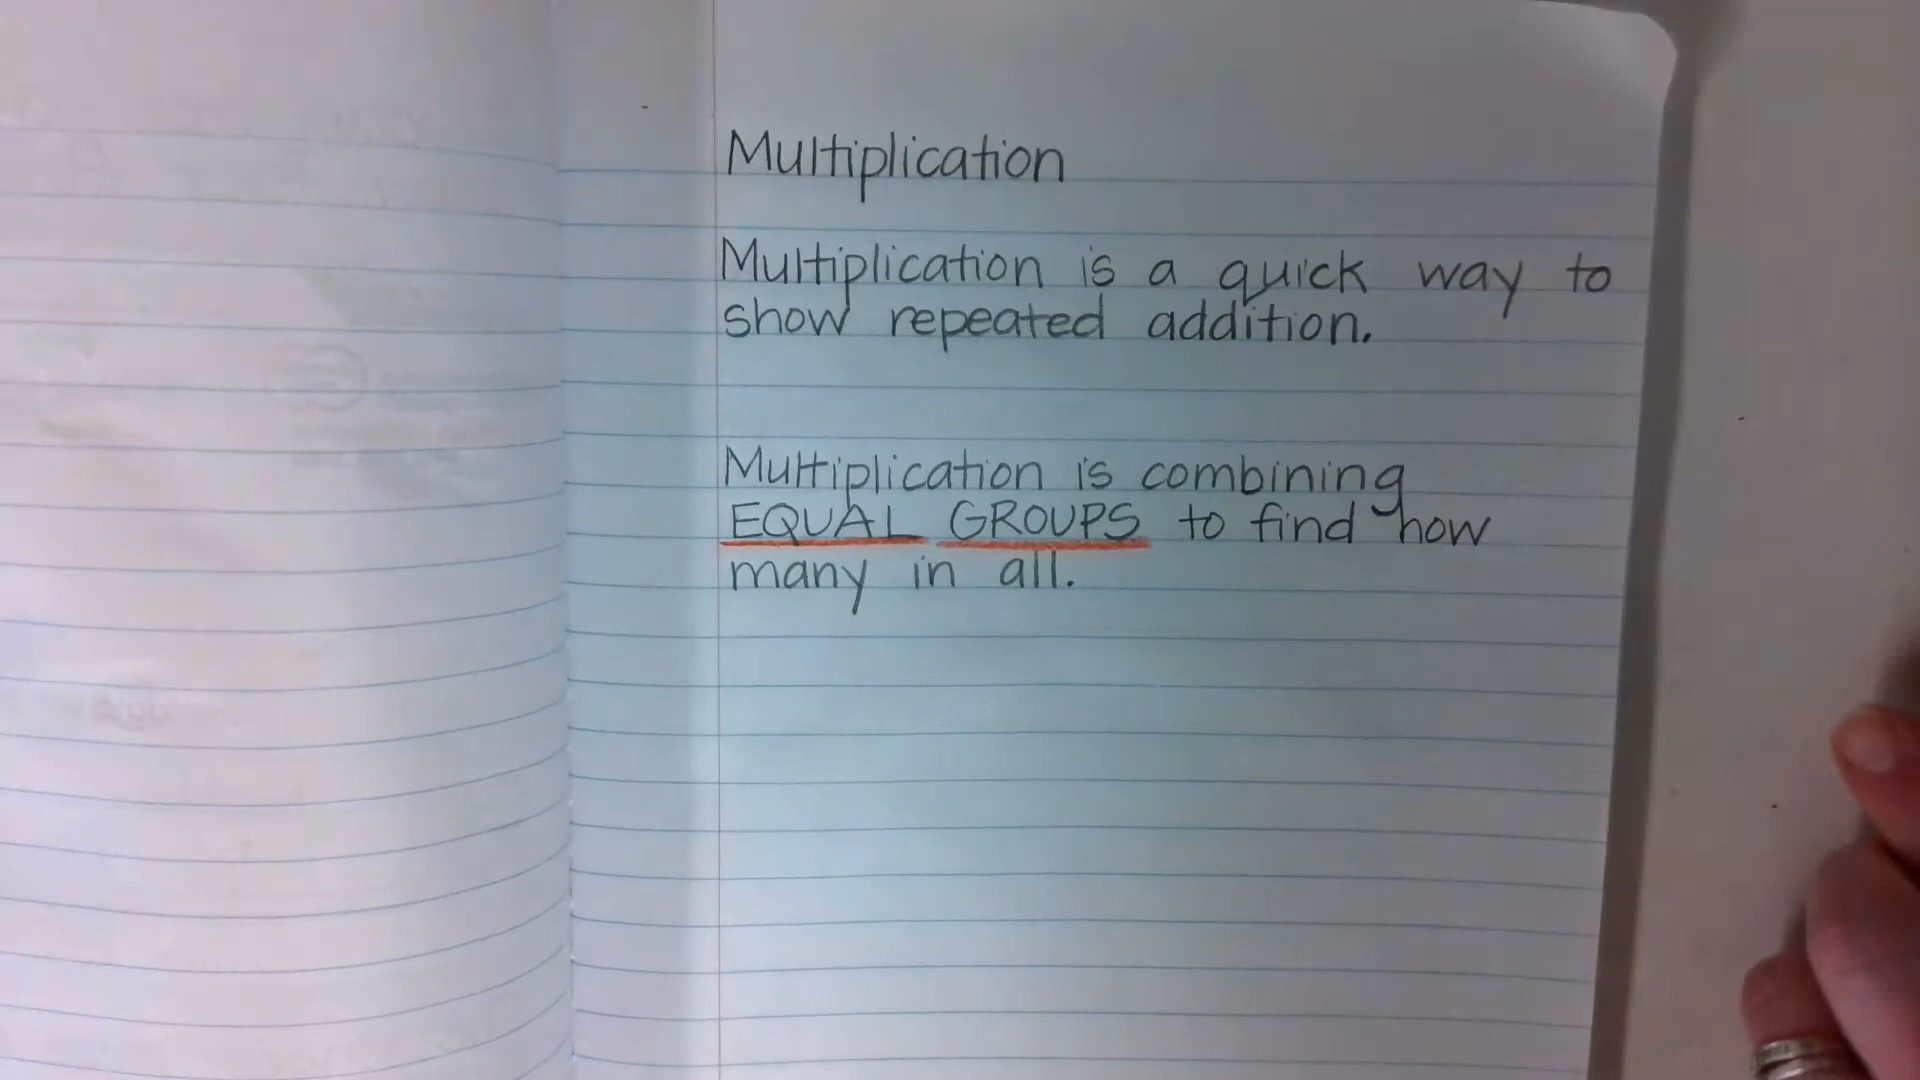 Multiplication
Multiplication is a quick way to
show repeated addition.
Multiplication is combining
EQUAL GROUPS to find how
many in all.